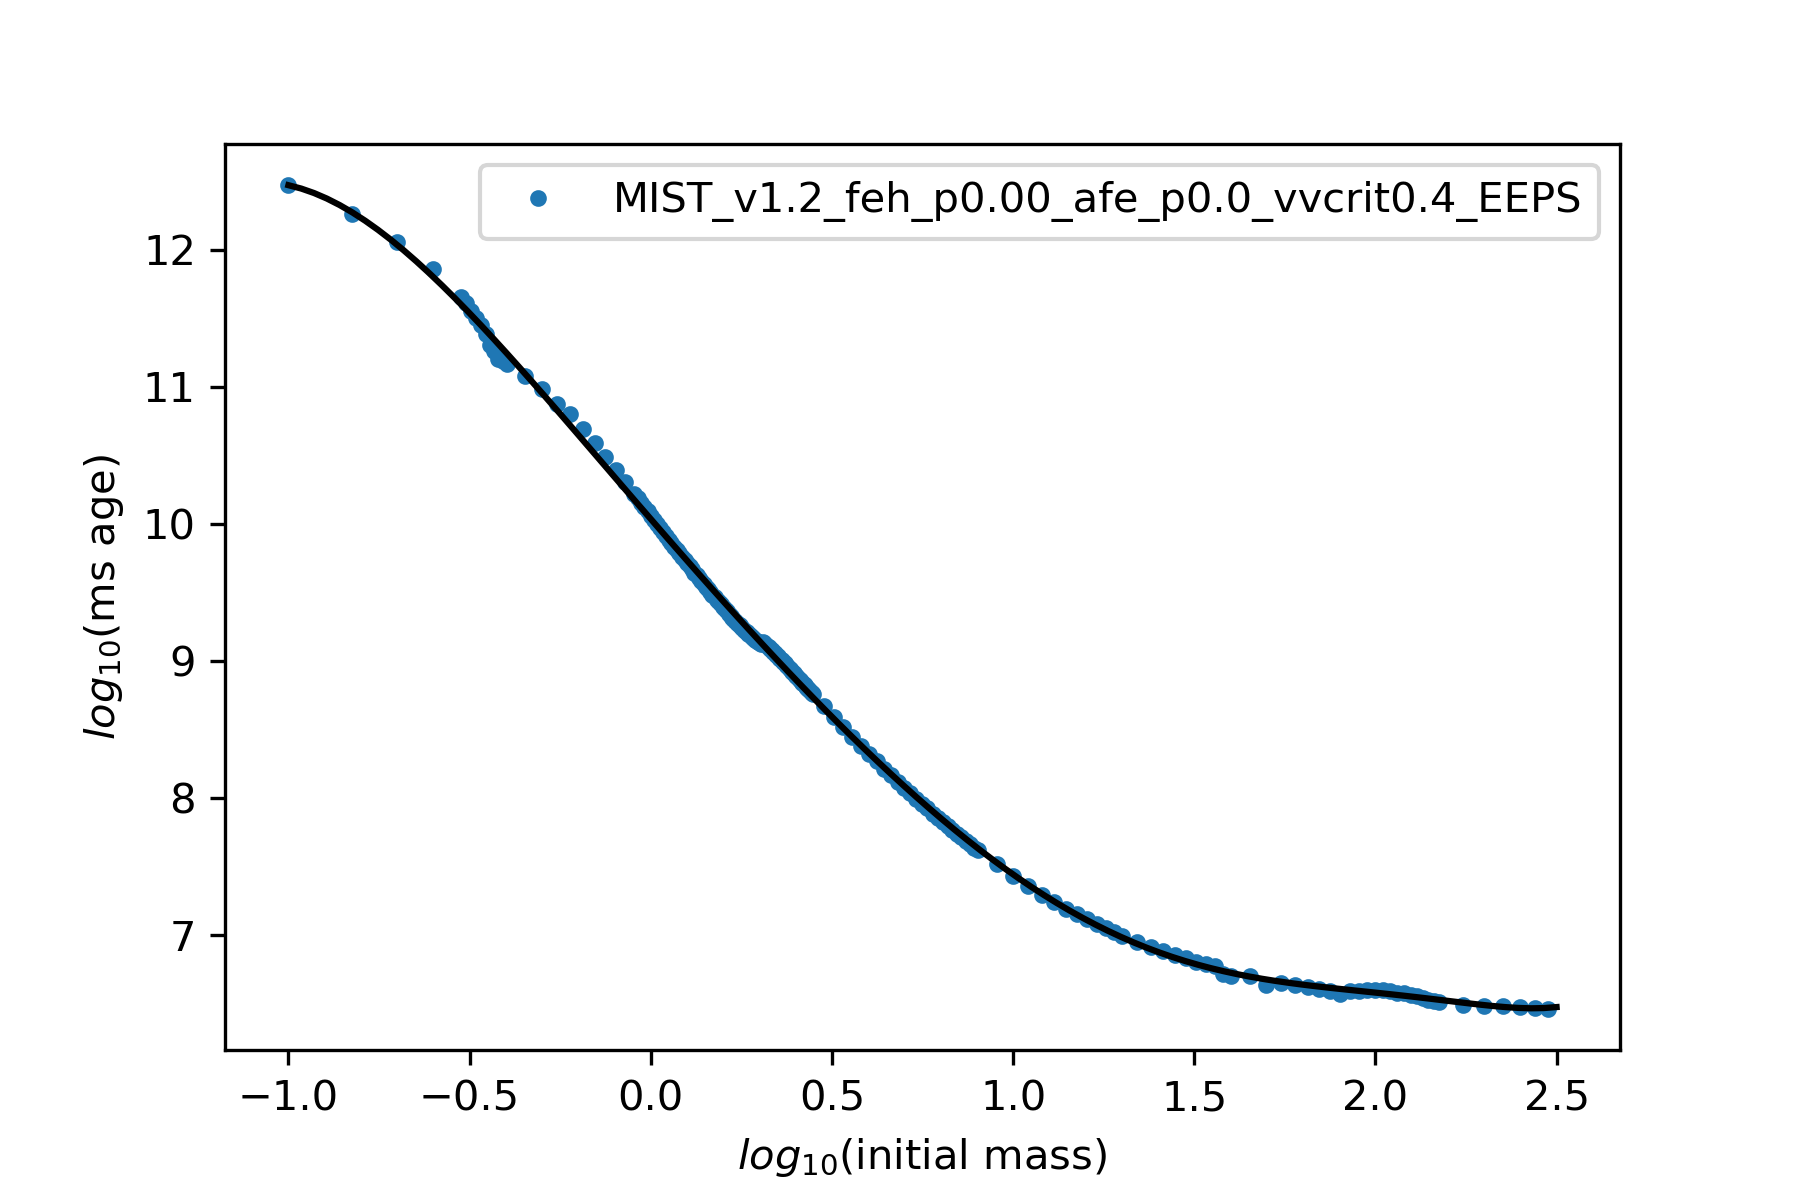 MIST_v1.2_feh_p0.00_afe_p0.0_vvcrit0.4_EEPS
12
11
10
9
8
7
log₁₀(ms age)
−1.0 −0.5 0.0 0.5 1.0 1.5 2.0 2.5
log₁₀(initial mass)